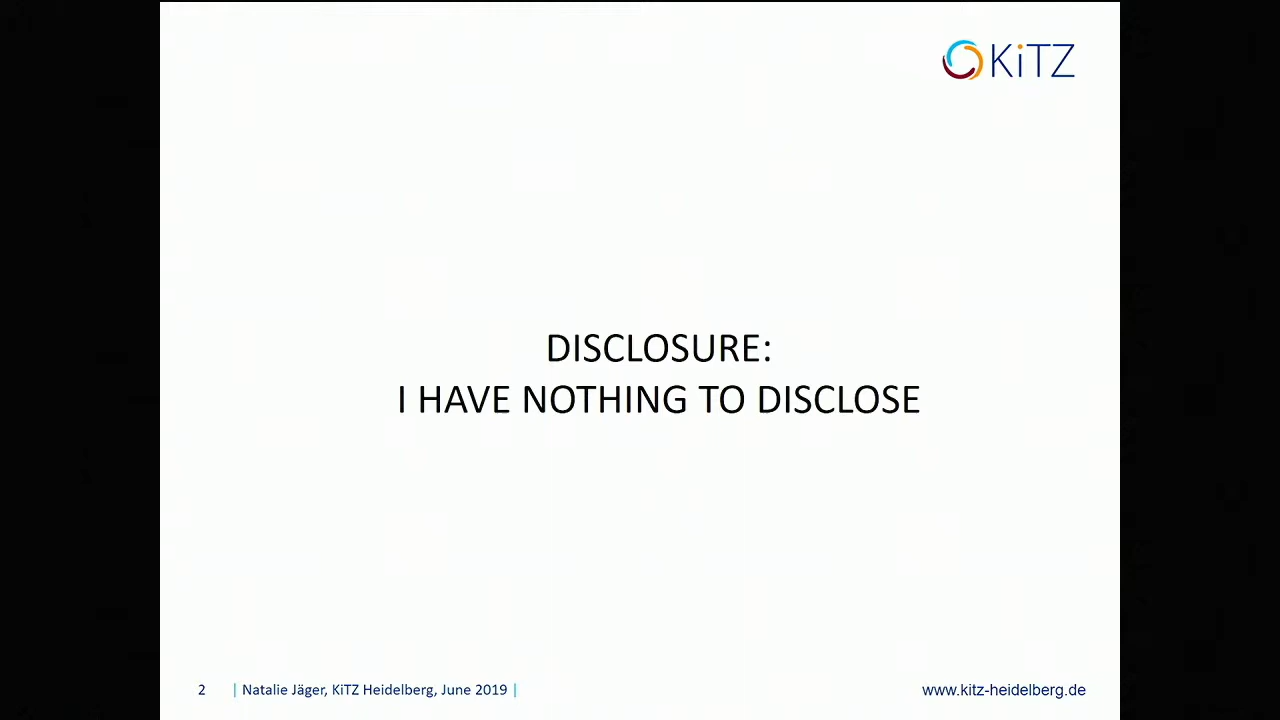 KiTZ
DISCLOSURE:
I HAVE NOTHING TO DISCLOSE
2 | Natalie Jäger, KiTZ Heidelberg, June 2019 |
www.kitz-heidelberg.de